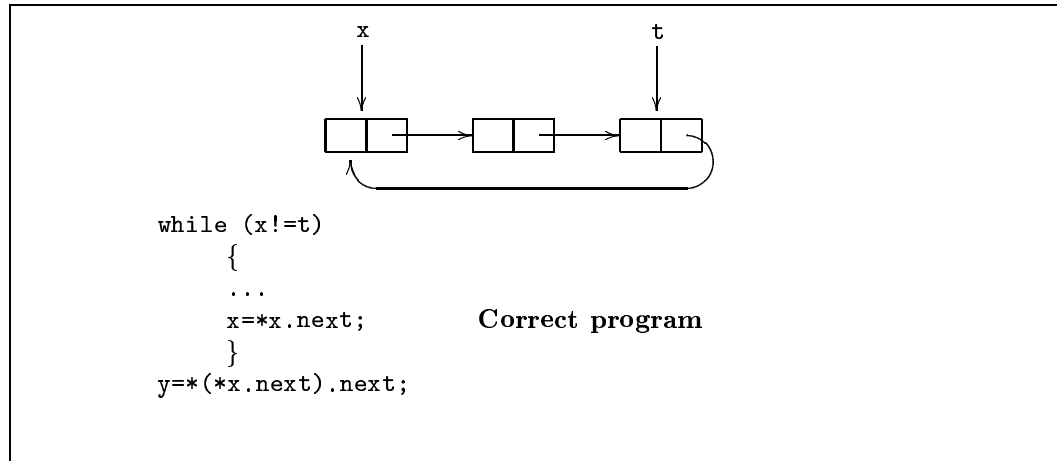 x t
while (x!=t)
{
...
x=*x.next; Correct program
}
y=*(*x.next).next;